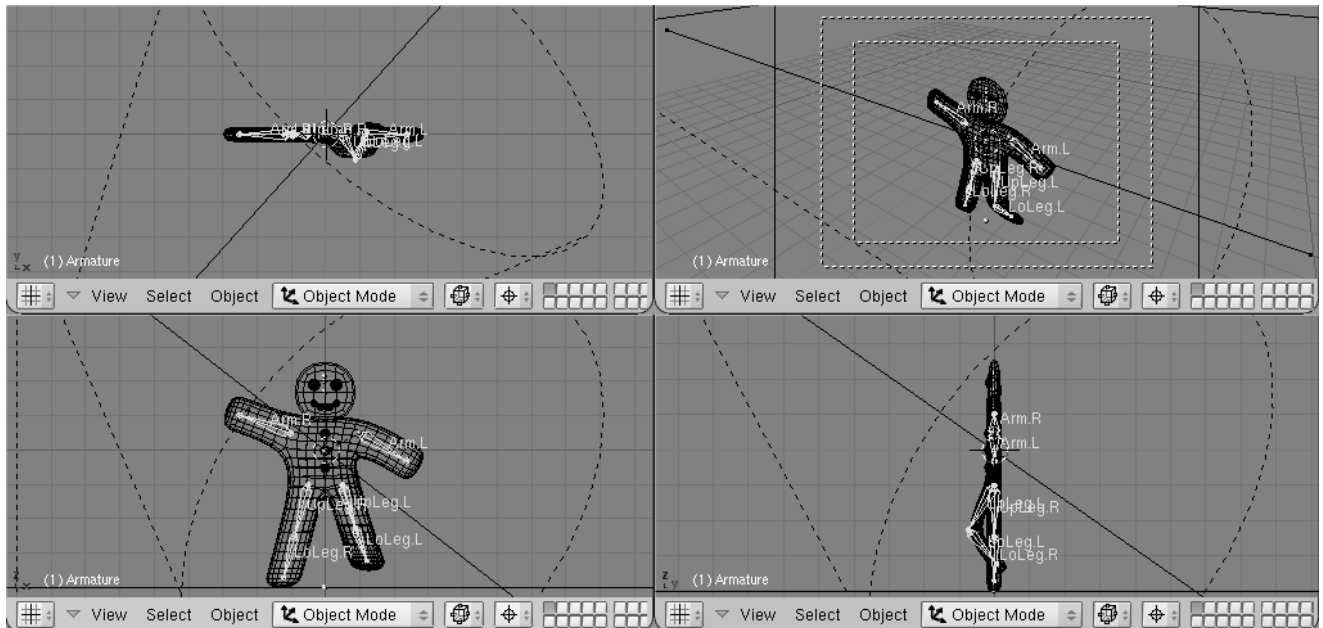 Arm.L
y
x
(1) Armature
View Select Object Object Mode
Arm.R
Arm.L
UpLeg.R
UpLeg.L
LoLeg.R
LoLeg.L
(1) Armature
View Select Object Object Mode
Arm.R
Arm.L
UpLeg.L
LoLeg.L
LoLeg.R
z
x
(1) Armature
View Select Object Object Mode
Arm.R
Arm.L
UpLeg.R
LoLeg.L
LoLeg.R
z
y
(1) Armature
View Select Object Object Mode